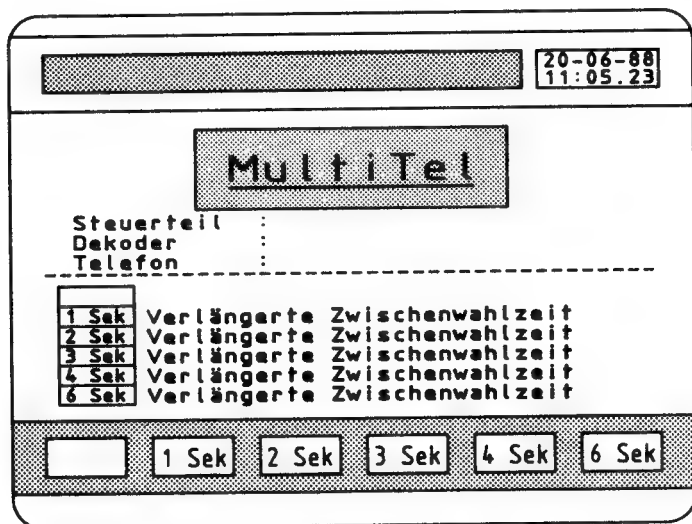 20-06-88
11:05.23
MultiTel
Steuerteil :
Dekoder :
Telefon :
1 Sek Verlängerte Zwischenwahlzeit
2 Sek Verlängerte Zwischenwahlzeit
3 Sek Verlängerte Zwischenwahlzeit
4 Sek Verlängerte Zwischenwahlzeit
6 Sek Verlängerte Zwischenwahlzeit
1 Sek 2 Sek 3 Sek 4 Sek 6 Sek